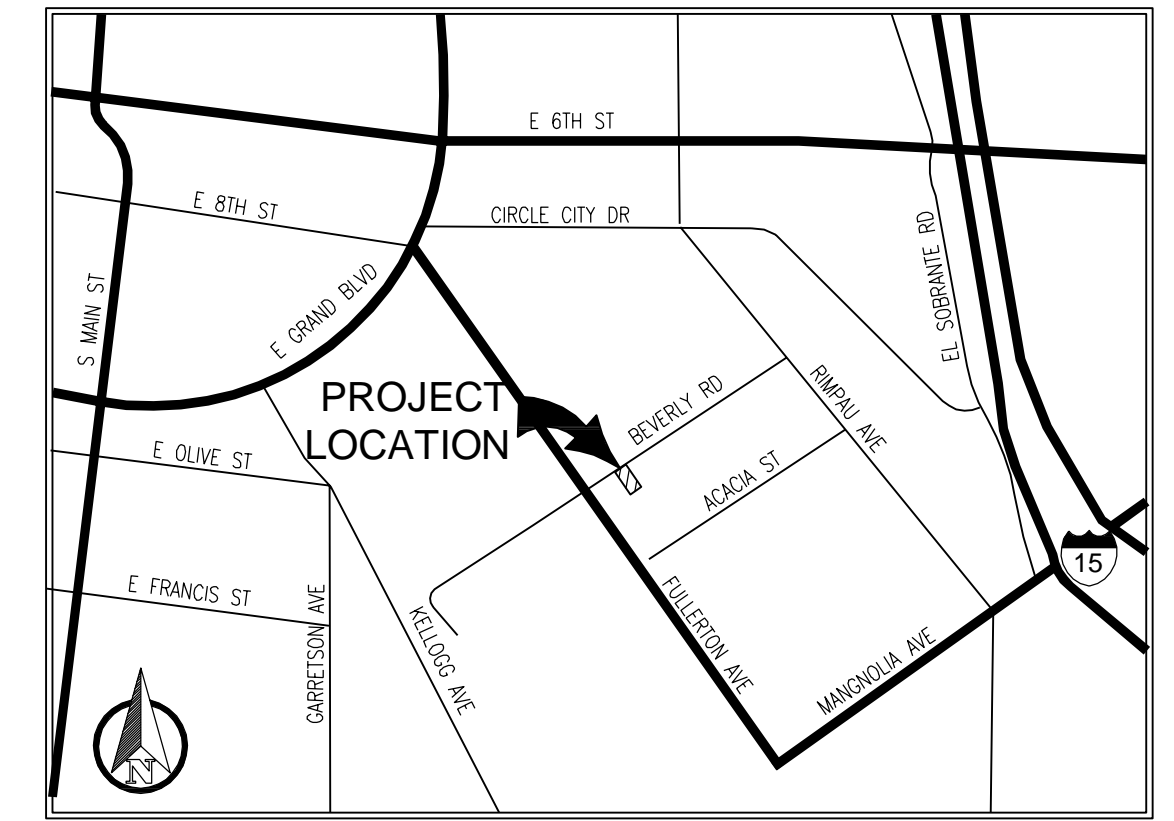 E 6TH ST
E 8TH ST
CIRCLE CITY DR
EL SOBRANTE RD
S MAIN ST
E GRAND BLVD
PROJECT
LOCATION
BEVERLY RD
RIMPAU AVE
E OLIVE ST
ACACIA ST
15
E FRANCIS ST
GARRETSON AVE
KELLOGG AVE
FULLERTON AVE
MANGNOLIA AVE
N